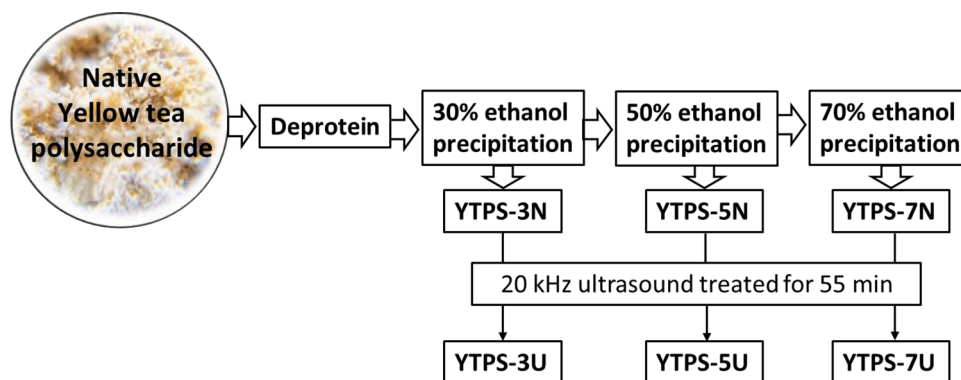 Native
Yellow tea
polysaccharide
Deprotein
30% ethanol
precipitation
50% ethanol
precipitation
70% ethanol
precipitation
YTPS-3N
YTPS-5N
YTPS-7N
20 kHz ultrasound treated for 55 min
YTPS-3U
YTPS-5U
YTPS-7U